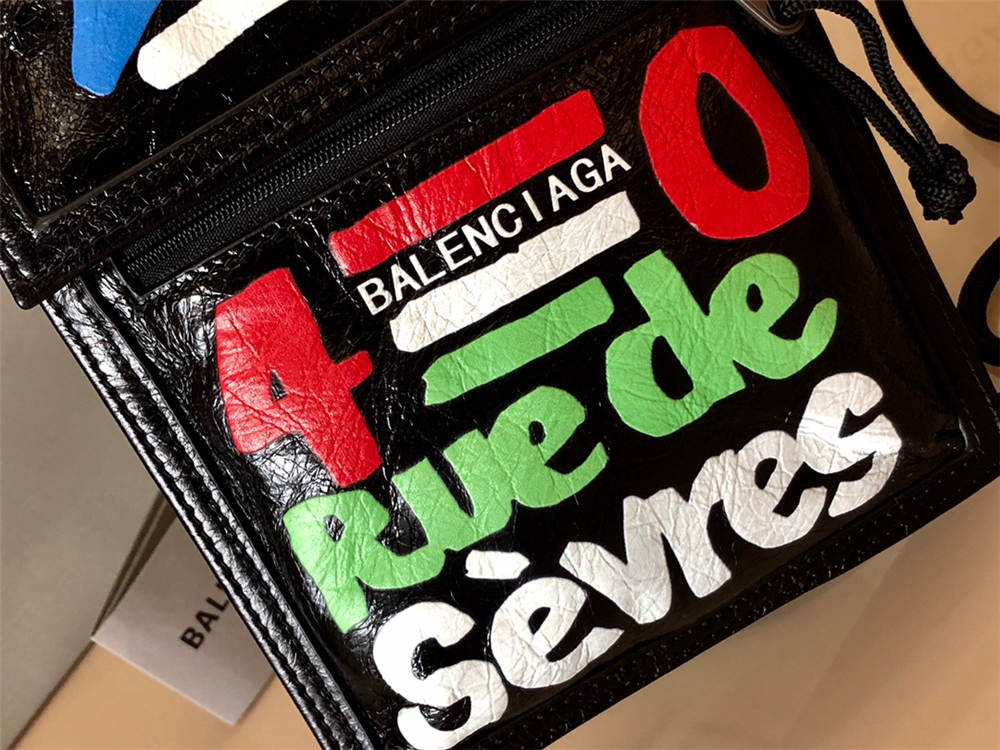 40
BALENCIAGA
Rue de
Sèvres
BAL